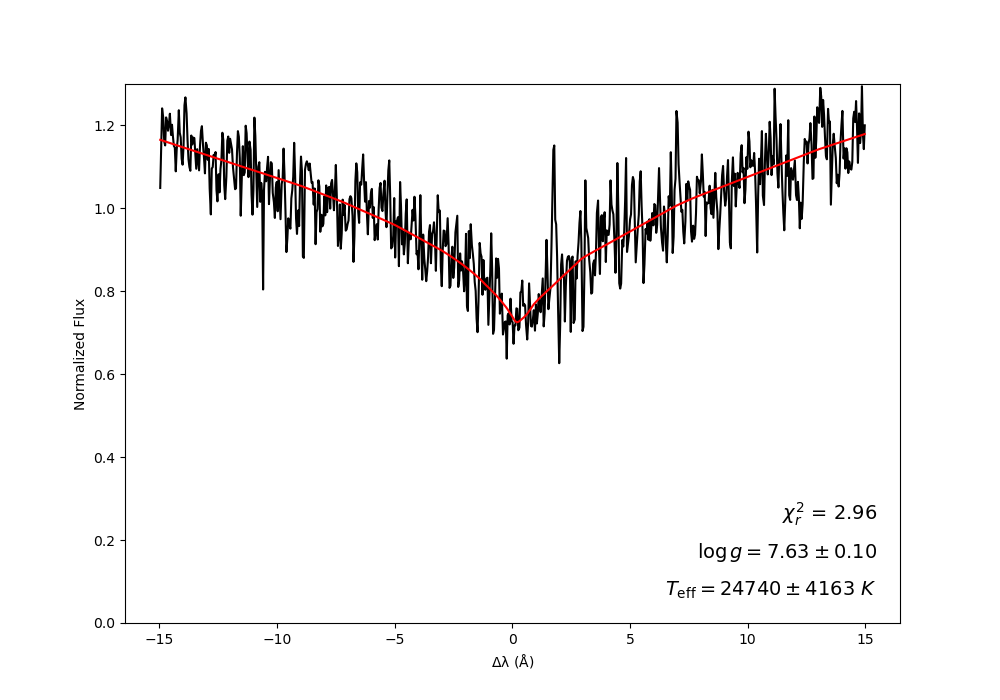 1.2
1.0
0.8
0.6
0.4
0.2
0.0
Normalized Flux
χ²ᵣ = 2.96
log g = 7.63 ± 0.10
T_eff = 24740 ± 4163 K
−15 −10 −5 0 5 10 15
Δλ (Å)